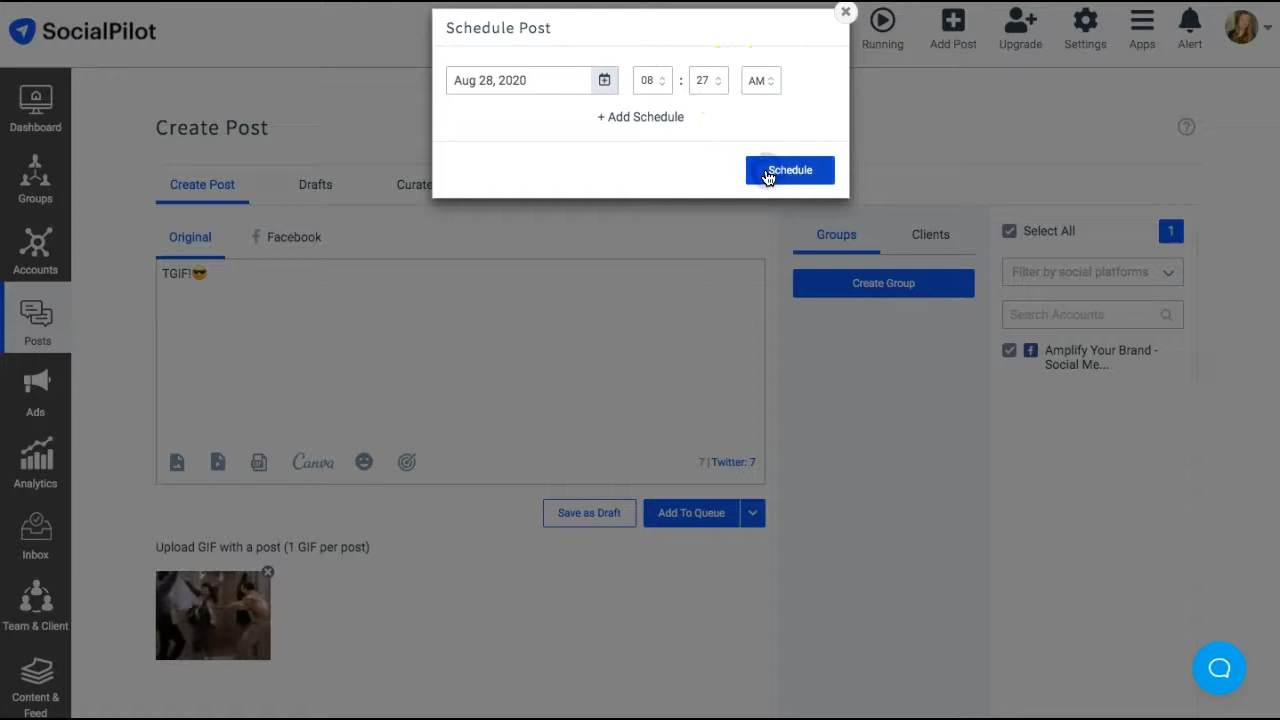 SocialPilot
Running
Add Post
Upgrade
Settings
Apps
Alert
Schedule Post
Aug 28, 2020
08 : 27 AM
+ Add Schedule
Schedule
Dashboard
Groups
Accounts
Posts
Ads
Analytics
Inbox
Team & Client
Content &
Feed
Create Post
Create Post
Drafts
Curate
Original
Facebook
TGIF!😎
Canva
7 | Twitter: 7
Save as Draft
Add To Queue
Upload GIF with a post (1 GIF per post)
Groups
Clients
Create Group
Select All
1
Filter by social platforms
Search Accounts
Amplify Your Brand -
Social Me...